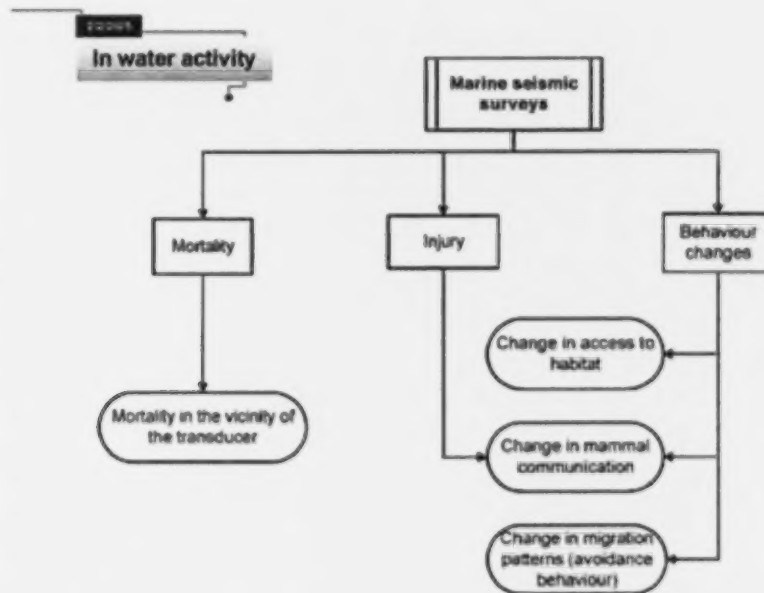 In water activity
Marine seismic
surveys
Mortality
Injury
Behaviour
changes
Change in access to
habitat
Mortality in the vicinity of
the transducer
Change in mammal
communication
Change in migration
patterns (avoidance
behaviour)